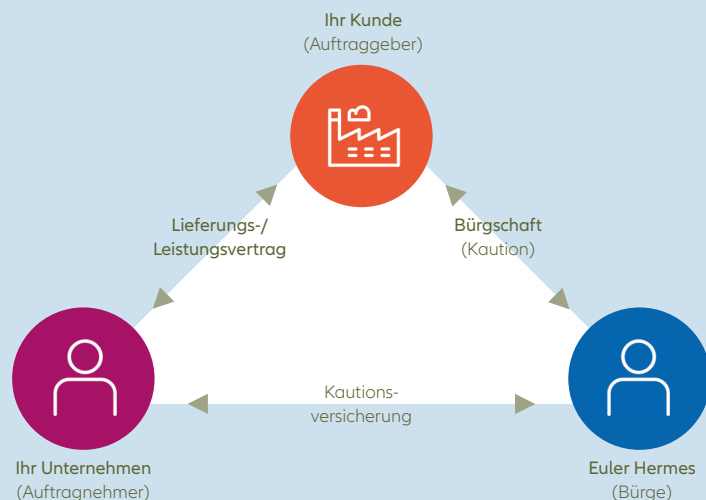 Ihr Kunde
(Auftraggeber)
Lieferungs-/
Leistungsvertrag
Bürgschaft
(Kaution)
Kautions-
versicherung
Ihr Unternehmen
(Auftragnehmer)
Euler Hermes
(Bürge)